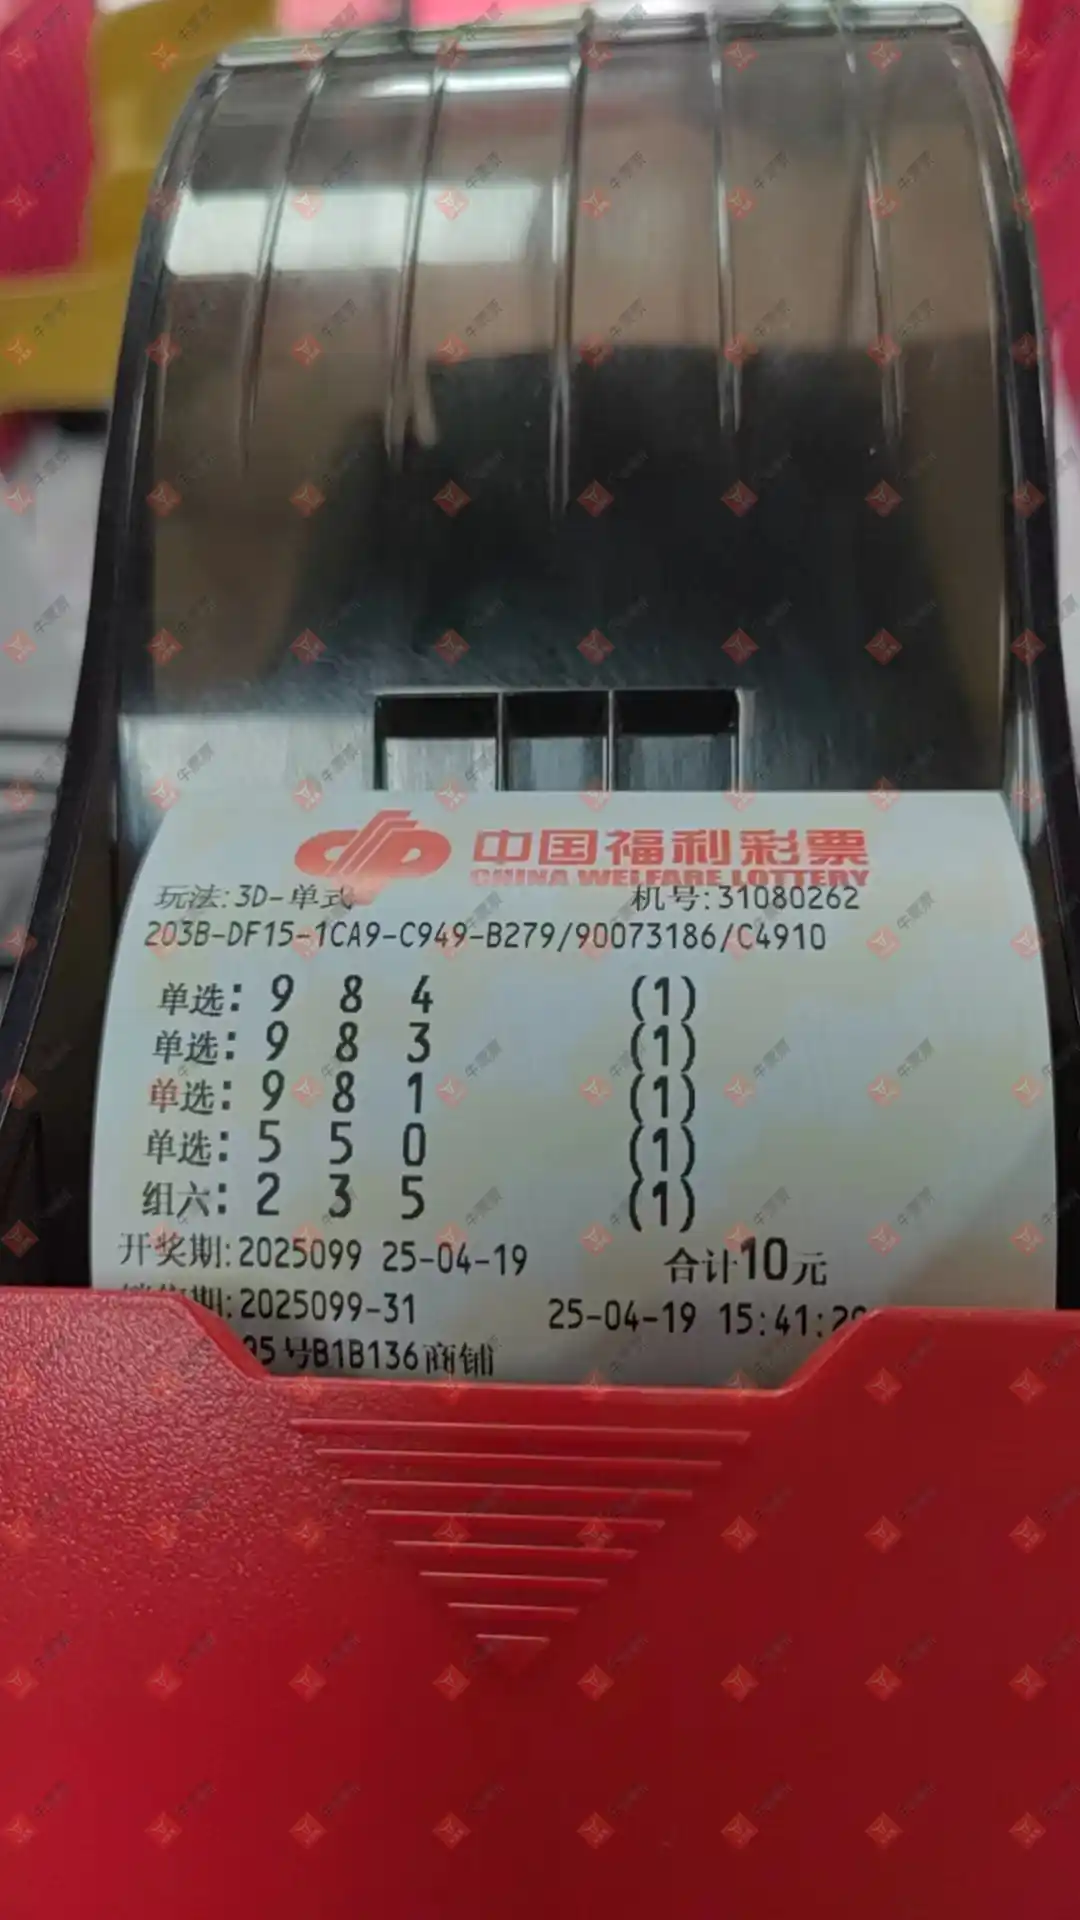 中国福利彩票
CHINA WELFARE LOTTERY
玩法:3D-单式 机号:31080262
203B-DF15-1CA9-C949-B279/90073186/C4910
单选: 9 8 4 (1)
单选: 9 8 3 (1)
单选: 9 8 1 (1)
单选: 5 5 0 (1)
组六: 2 3 5 (1)
开奖期:2025099 25-04-19 合计10元
期:2025099-31 25-04-19 15:41:
5号B1B136商铺